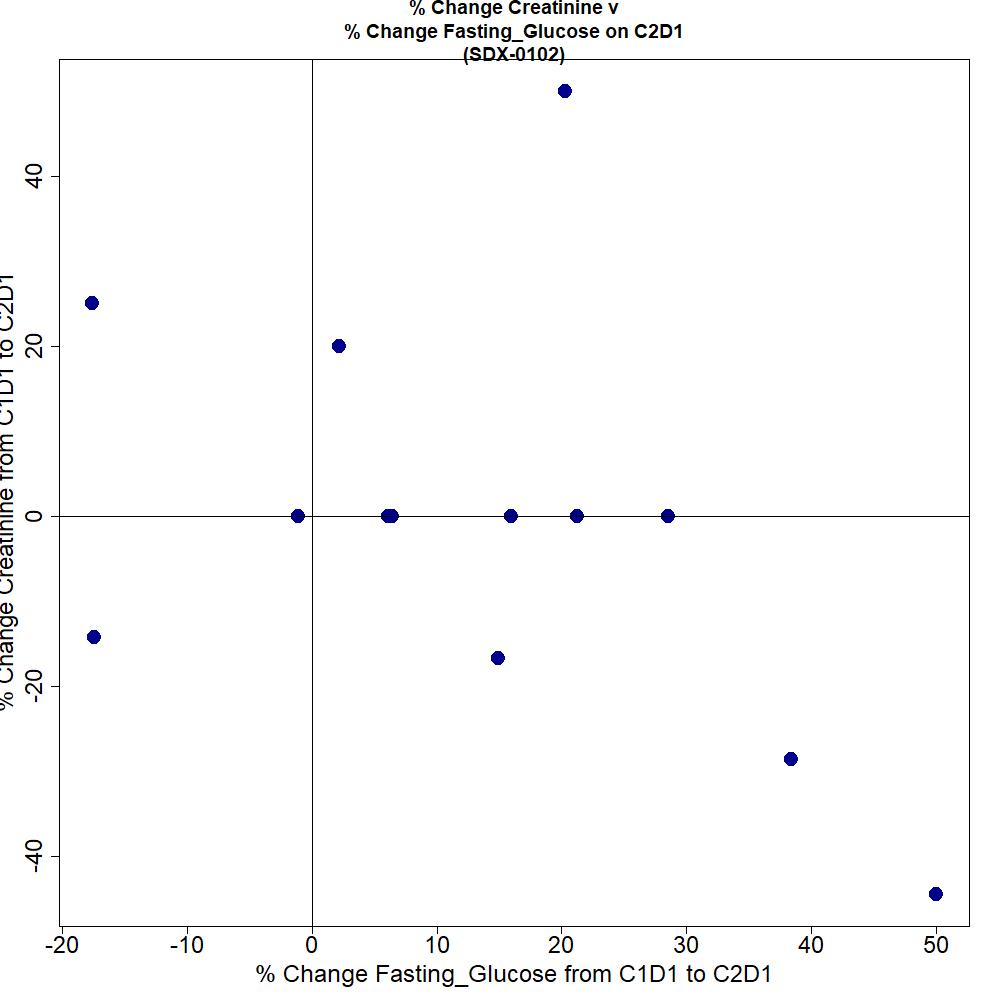 % Change Creatinine v
% Change Fasting_Glucose on C2D1
(SDX-0102)
% Change Creatinine from C1D1 to C2D1
40
20
0
-20
-40
-20
-10
0
10
20
30
40
50
% Change Fasting_Glucose from C1D1 to C2D1